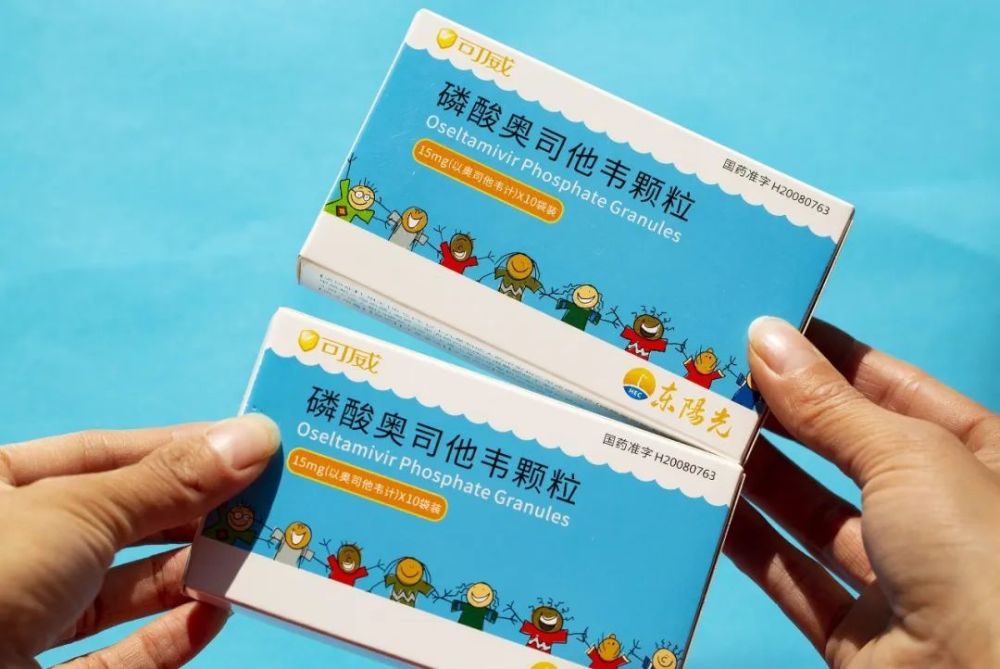 可威
磷酸奥司他韦颗粒
Oseltamivir Phosphate Granules
15mg(以奥司他韦计)X10袋装
国药准字 H20080763
HEC
东陽光
可威
磷酸奥司他韦颗粒
Oseltamivir Phosphate Granules
15mg(以奥司他韦计)X10袋装
国药准字 H20080763